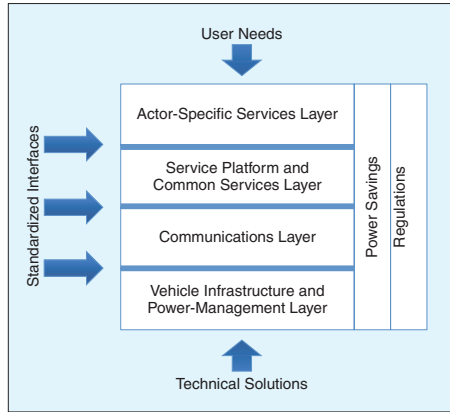 User Needs
Standardized Interfaces
Actor-Specific Services Layer
Service Platform and
Common Services Layer
Communications Layer
Vehicle Infrastructure and
Power-Management Layer
Power Savings
Regulations
Technical Solutions